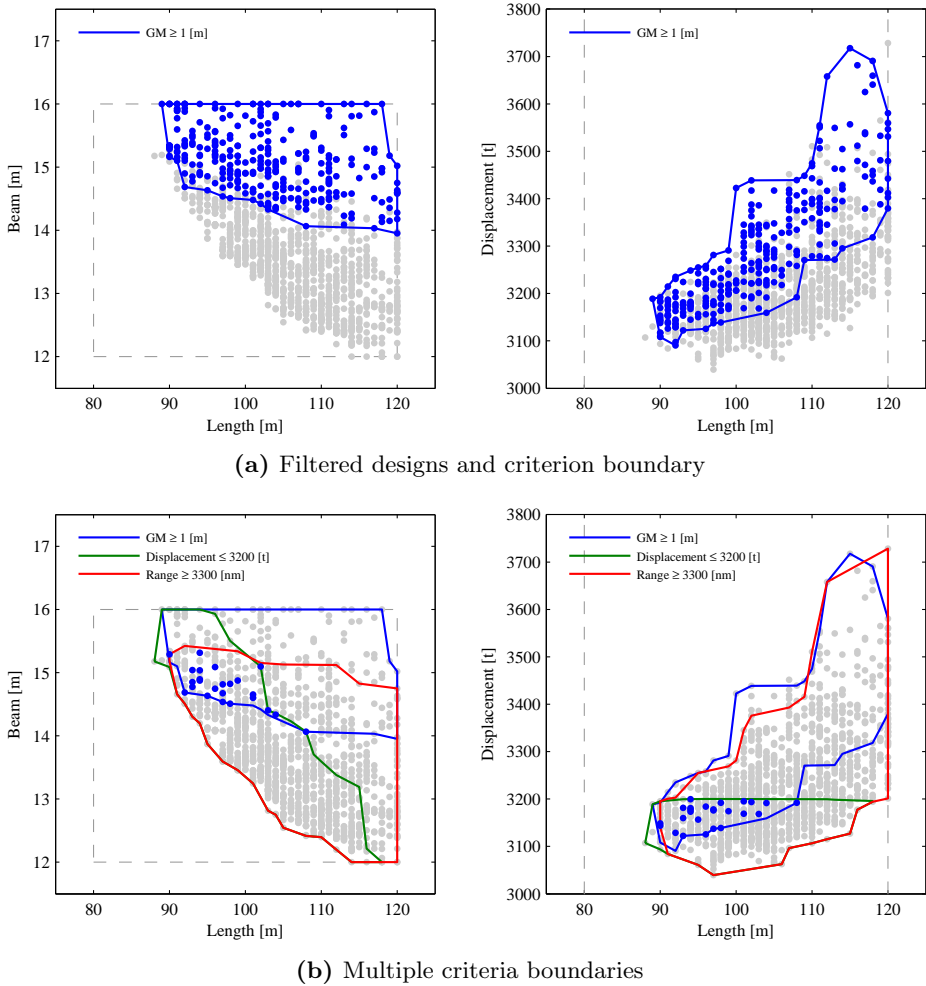 17
16
15
14
13
12
Beam [m]
GM ≥ 1 [m]
80 90 100 110 120
Length [m]
3800
3700
3600
3500
3400
3300
3200
3100
3000
Displacement [t]
GM ≥ 1 [m]
80 90 100 110 120
Length [m]
(a) Filtered designs and criterion boundary
17
16
15
14
13
12
Beam [m]
GM ≥ 1 [m]
Displacement ≤ 3200 [t]
Range ≥ 3300 [nm]
80 90 100 110 120
Length [m]
3800
3700
3600
3500
3400
3300
3200
3100
3000
Displacement [t]
GM ≥ 1 [m]
Displacement ≤ 3200 [t]
Range ≥ 3300 [nm]
80 90 100 110 120
Length [m]
(b) Multiple criteria boundaries